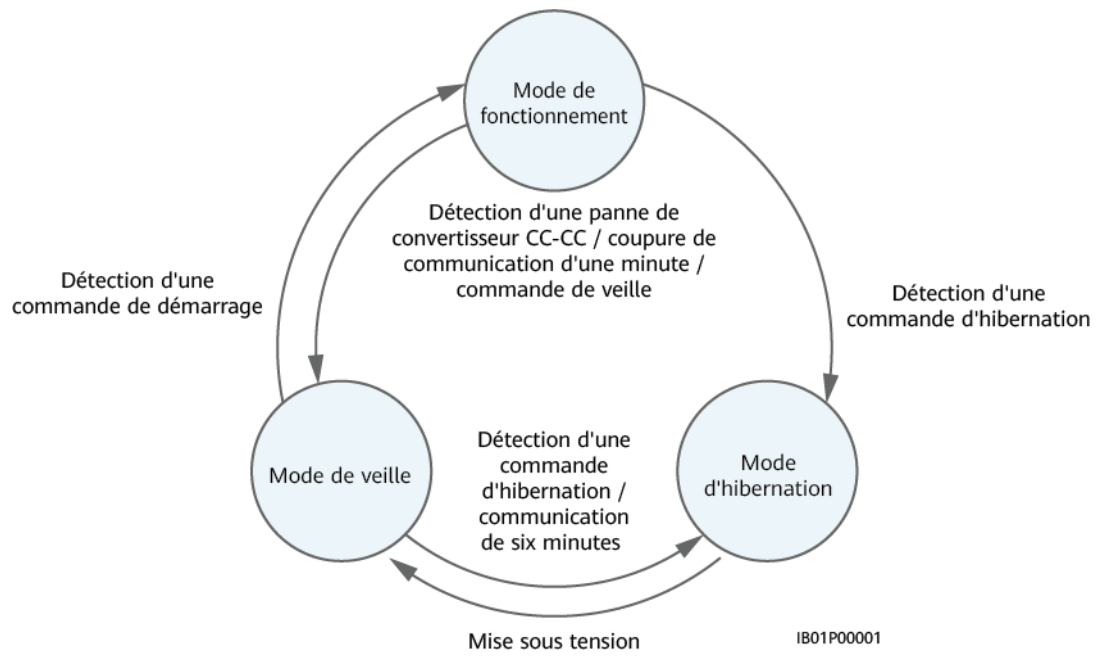 Mode de
fonctionnement
Détection d'une panne de
convertisseur CC-CC / coupure de
communication d'une minute /
commande de veille
Détection d'une
commande de démarrage
Détection d'une
commande d'hibernation
Mode de veille
Détection d'une
commande
d'hibernation /
communication
de six minutes
Mode
d'hibernation
Mise sous tension
IB01P00001